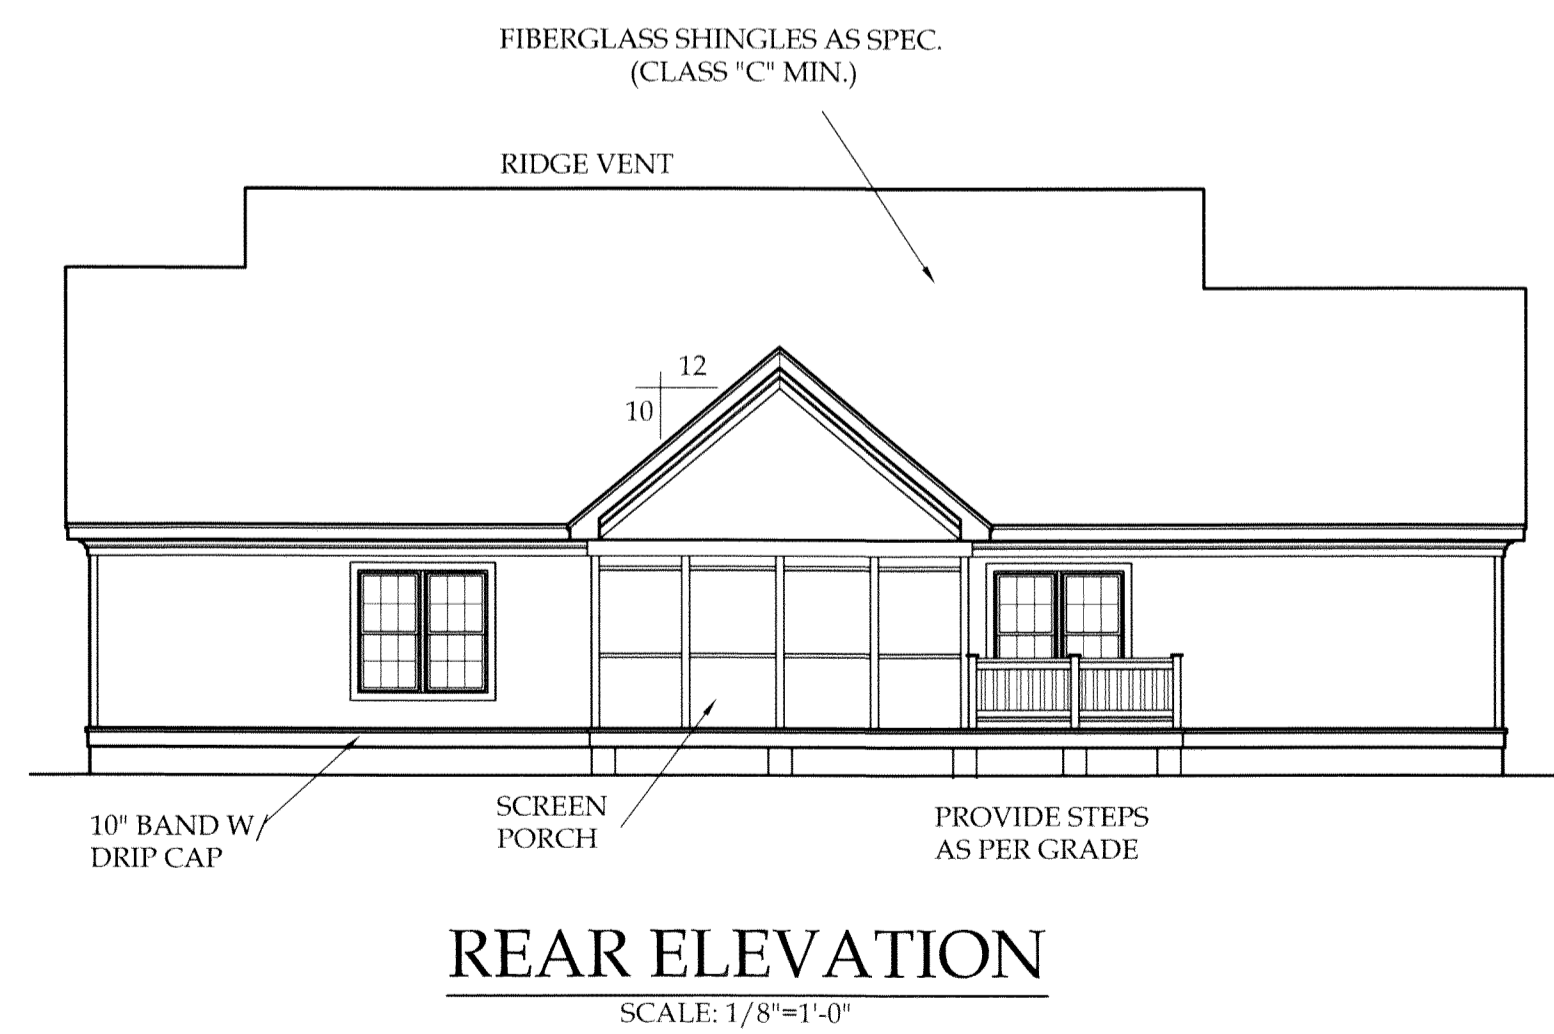 FIBERGLASS SHINGLES AS SPEC.
(CLASS "C" MIN.)
RIDGE VENT
12
10
10" BAND W/
DRIP CAP
SCREEN
PORCH
PROVIDE STEPS
AS PER GRADE
REAR ELEVATION
SCALE: 1/8"=1'-0"